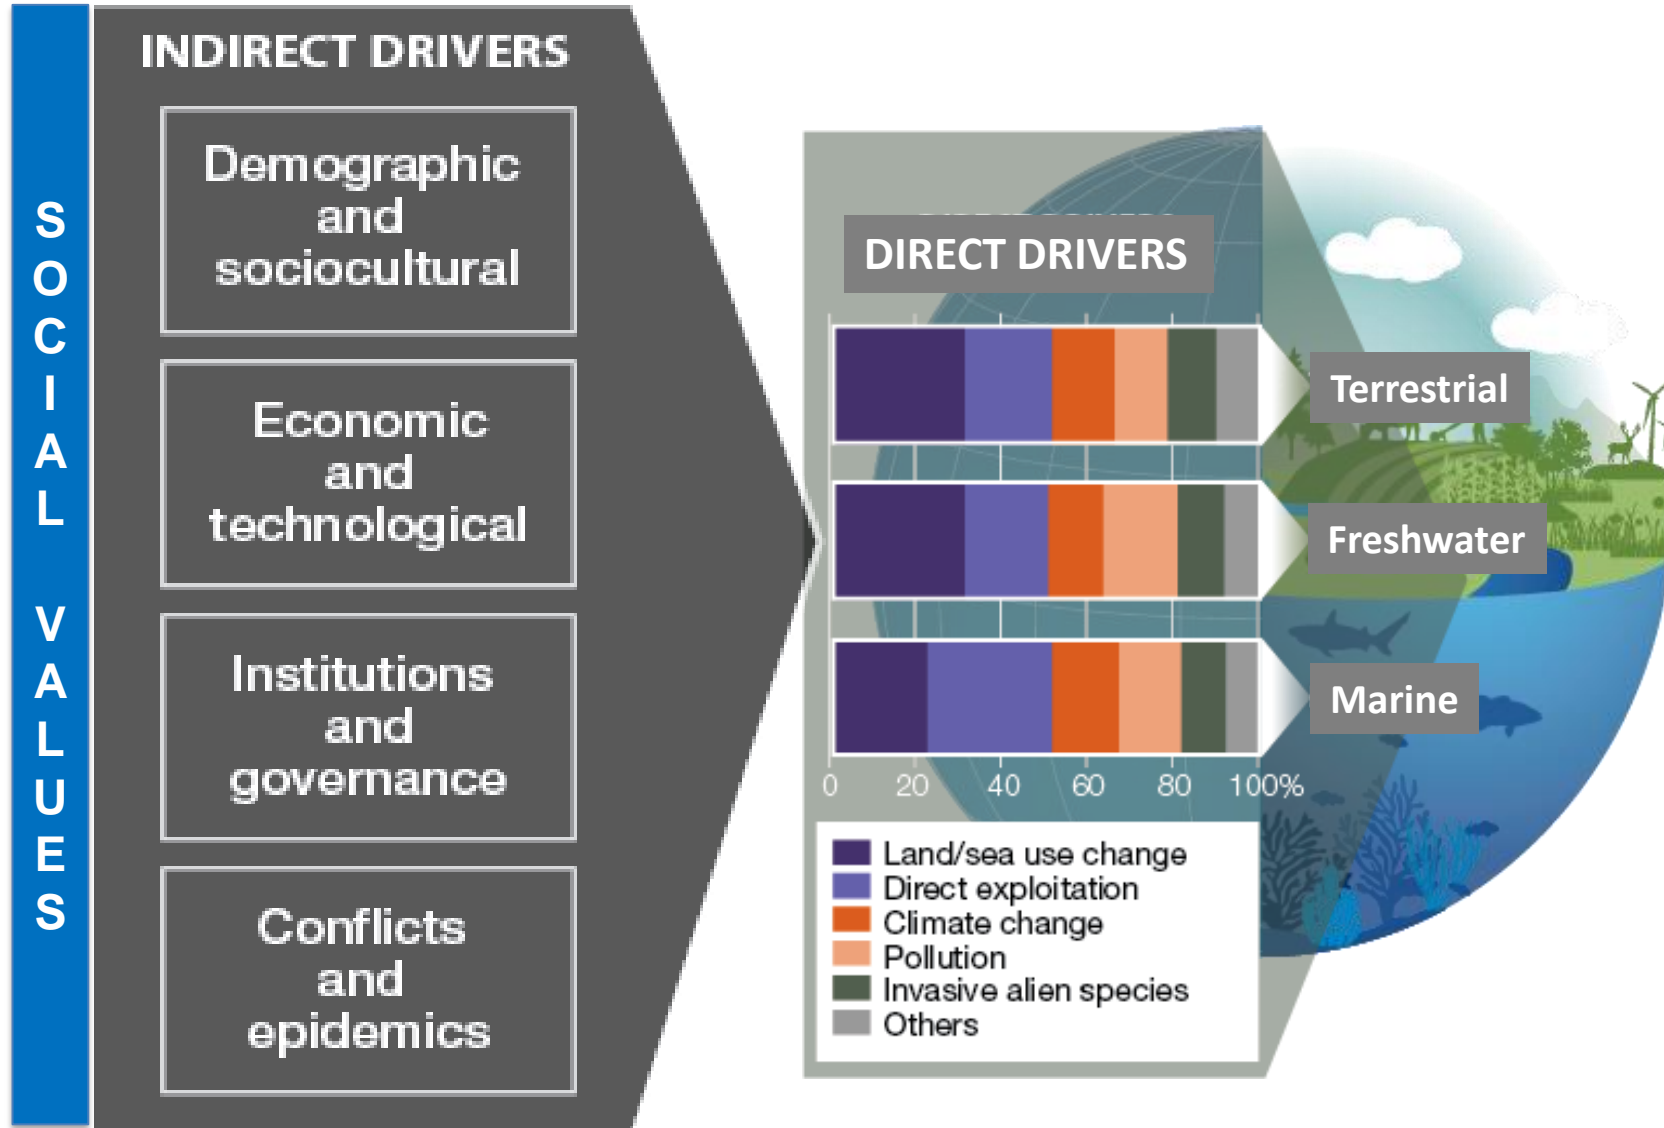 SOCIAL VALUES
INDIRECT DRIVERS
Demographic
and
sociocultural
Economic
and
technological
Institutions
and
governance
Conflicts
and
epidemics
DIRECT DRIVERS
Terrestrial
Freshwater
Marine
0 20 40 60 80 100%
Land/sea use change
Direct exploitation
Climate change
Pollution
Invasive alien species
Others